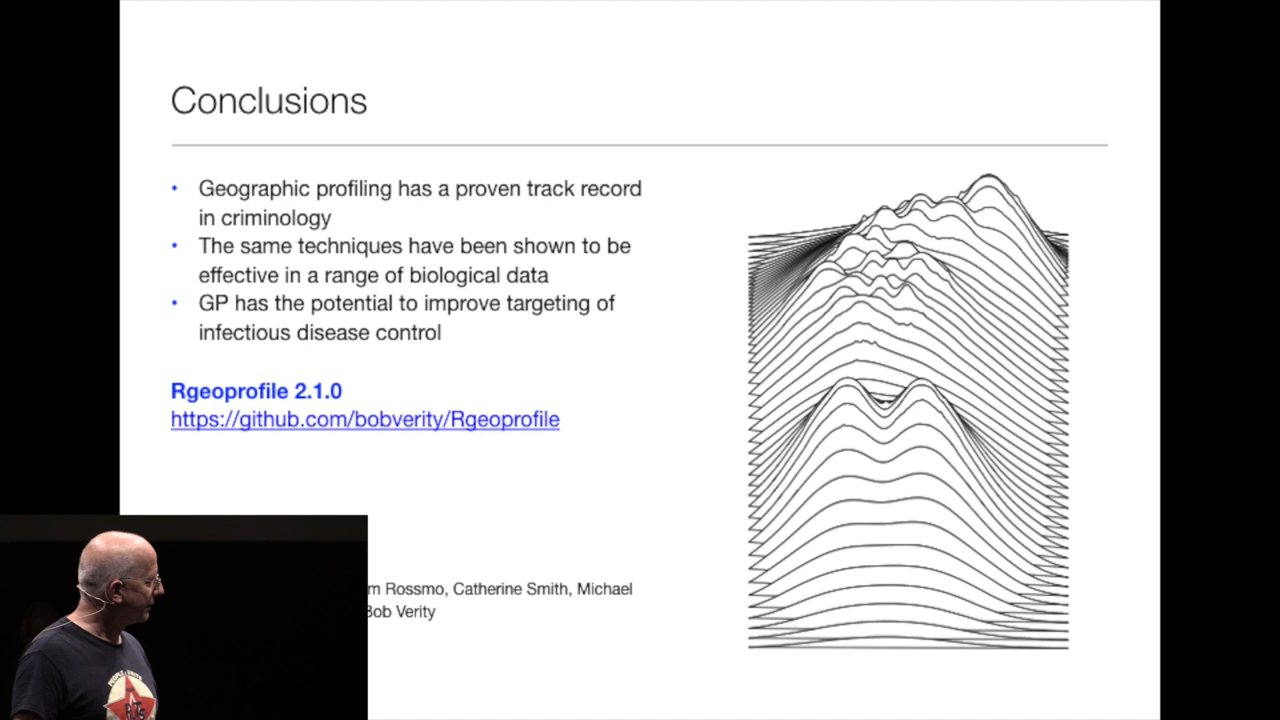 Conclusions
• Geographic profiling has a proven track record
in criminology
• The same techniques have been shown to be
effective in a range of biological data
• GP has the potential to improve targeting of
infectious disease control
Rgeoprofile 2.1.0
https://github.com/bobverity/Rgeoprofile
m Rossmo, Catherine Smith, Michael
Bob Verity